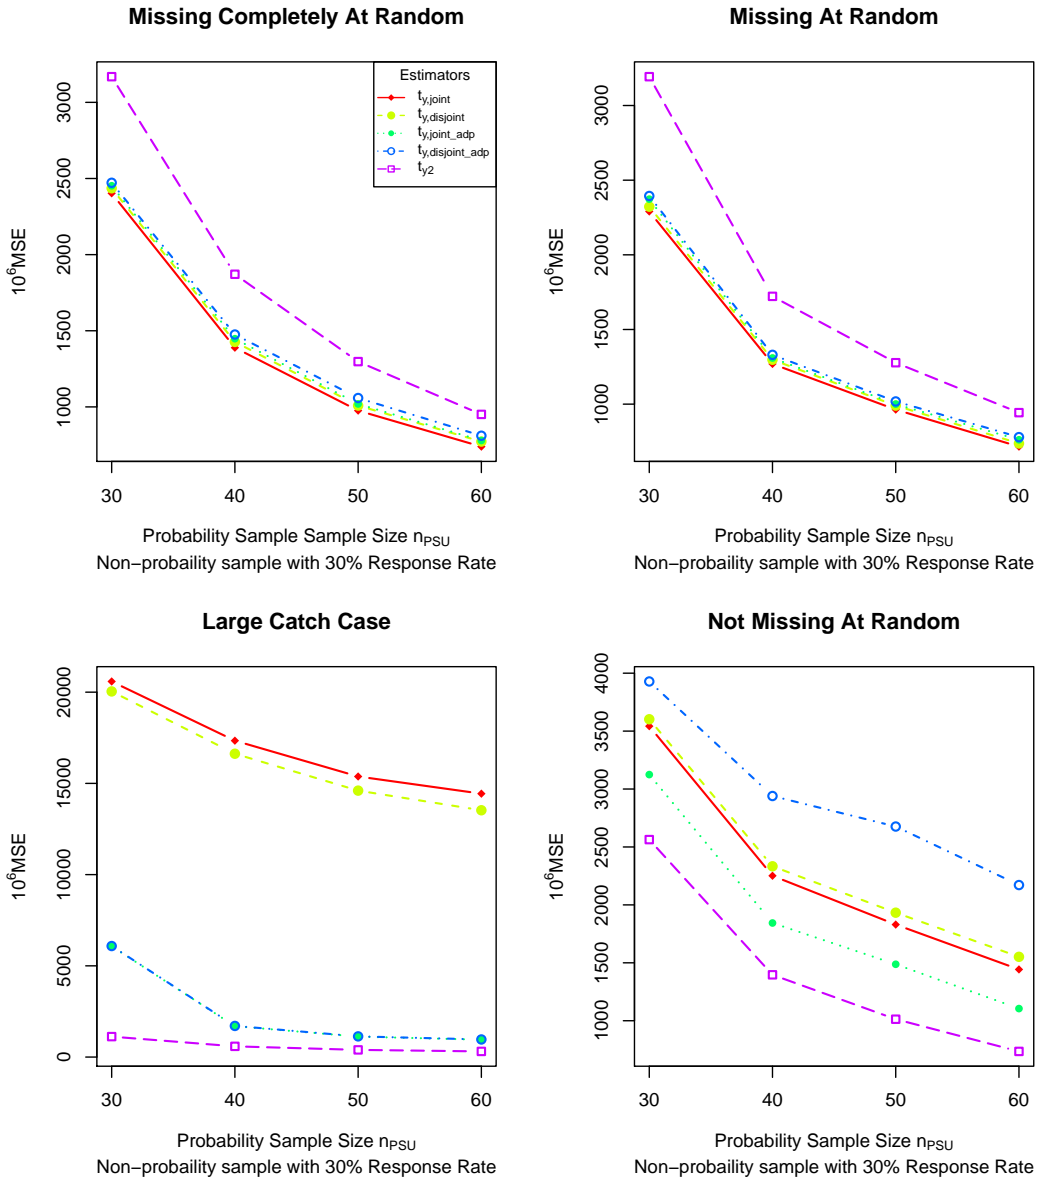 Missing Completely At Random
3000
2500
2000
1500
1000
10^6MSE
Estimators
t_y,joint
t_y,disjoint
t_y,joint_adp
t_y,disjoint_adp
t_y2
30 40 50 60
Probability Sample Sample Size n_PSU
Non−probaility sample with 30% Response Rate
Missing At Random
3000
2500
2000
1500
1000
10^6MSE
30 40 50 60
Probability Sample Sample Size n_PSU
Non−probaility sample with 30% Response Rate
Large Catch Case
20000
15000
10000
5000
0
10^6MSE
30 40 50 60
Probability Sample Size n_PSU
Non−probaility sample with 30% Response Rate
Not Missing At Random
4000
3500
3000
2500
2000
1500
1000
10^6MSE
30 40 50 60
Probability Sample Size n_PSU
Non−probaility sample with 30% Response Rate